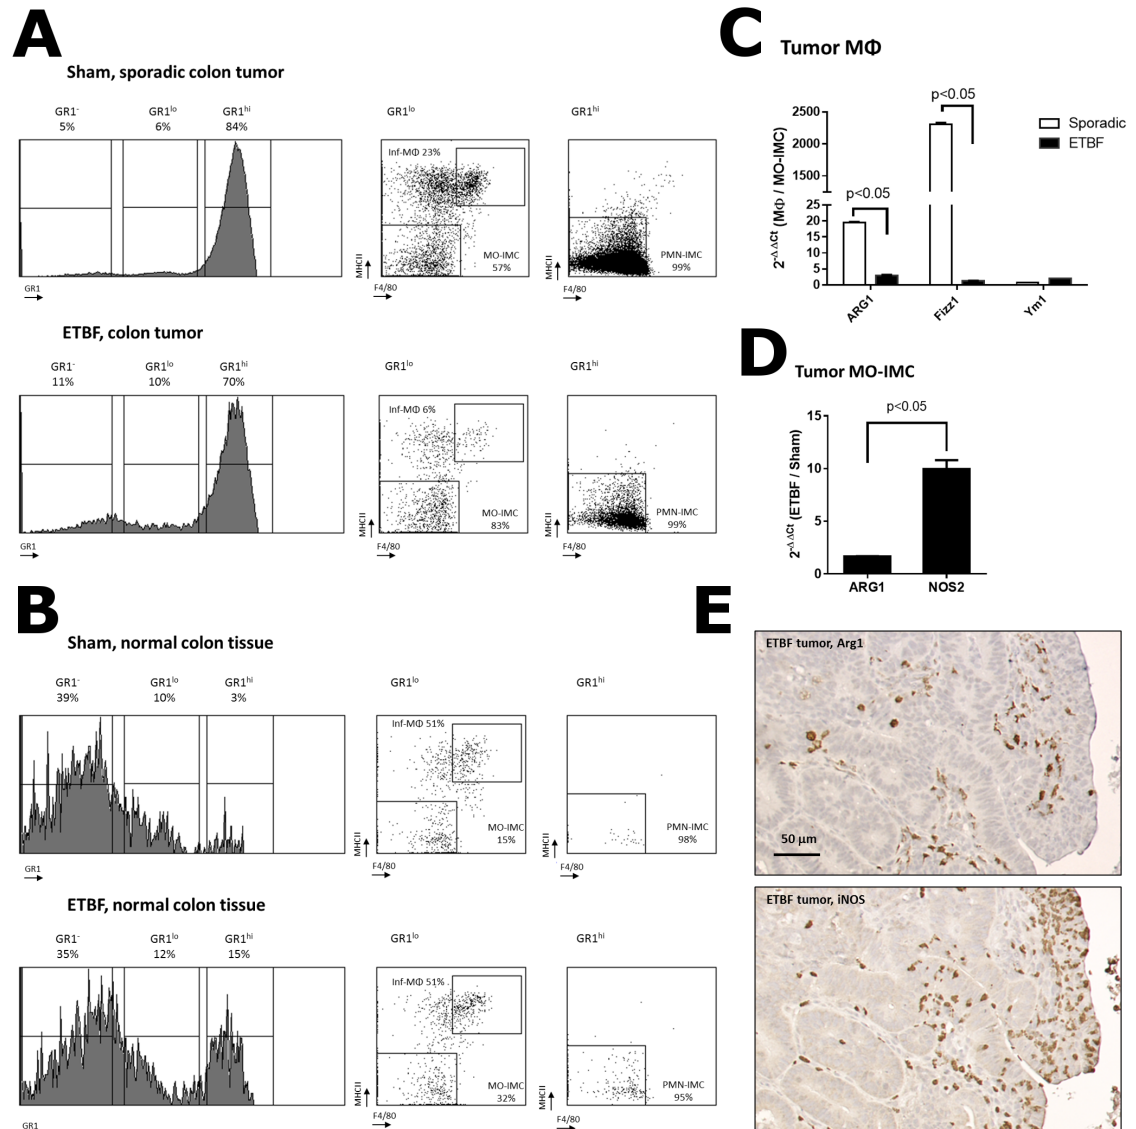 A
Sham, sporadic colon tumor
GR1⁻ GR1ˡᵒ GR1ʰⁱ
5% 6% 84%
GR1
GR1ˡᵒ
Inf-MΦ 23%
MO-IMC
57%
MHCII
F4/80
GR1ʰⁱ
PMN-IMC
99%
MHCII
F4/80
ETBF, colon tumor
GR1⁻ GR1ˡᵒ GR1ʰⁱ
11% 10% 70%
GR1
GR1ˡᵒ
Inf-MΦ 6%
MO-IMC
83%
MHCII
F4/80
GR1ʰⁱ
PMN-IMC
99%
MHCII
F4/80
B
Sham, normal colon tissue
GR1⁻ GR1ˡᵒ GR1ʰⁱ
39% 10% 3%
GR1
GR1ˡᵒ
Inf-MΦ 51%
MO-IMC
15%
MHCII
F4/80
GR1ʰⁱ
PMN-IMC
98%
MHCII
F4/80
ETBF, normal colon tissue
GR1⁻ GR1ˡᵒ GR1ʰⁱ
35% 12% 15%
GR1
GR1ˡᵒ
Inf-MΦ 51%
MO-IMC
32%
MHCII
F4/80
GR1ʰⁱ
PMN-IMC
95%
MHCII
F4/80
C
Tumor MΦ
2^-ΔΔCt (MΦ / MO-IMC)
2500
2000
1500
25
20
15
10
5
0
p<0.05
p<0.05
Sporadic
ETBF
ARG1 Fizz1 Ym1
D
Tumor MO-IMC
2^-ΔΔCt (ETBF / Sham)
15
10
5
0
p<0.05
ARG1 NOS2
E
ETBF tumor, Arg1
50 µm
ETBF tumor, iNOS